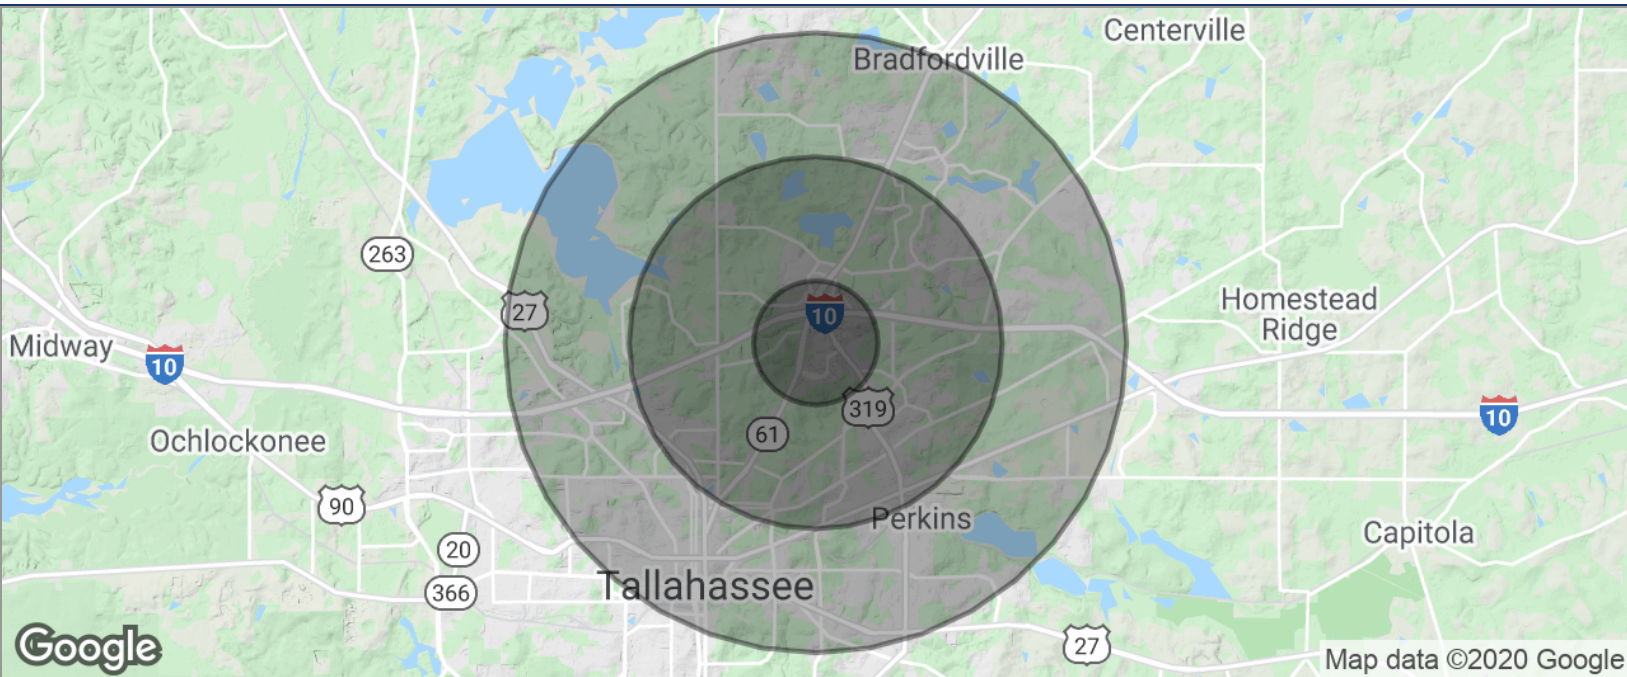 Centerville
Bradfordville
263
27
Homestead
Ridge
10
Midway
10
319
10
61
Ochlockonee
90
Perkins
Capitola
20
Tallahassee
366
27
Google
Map data ©2020 Google